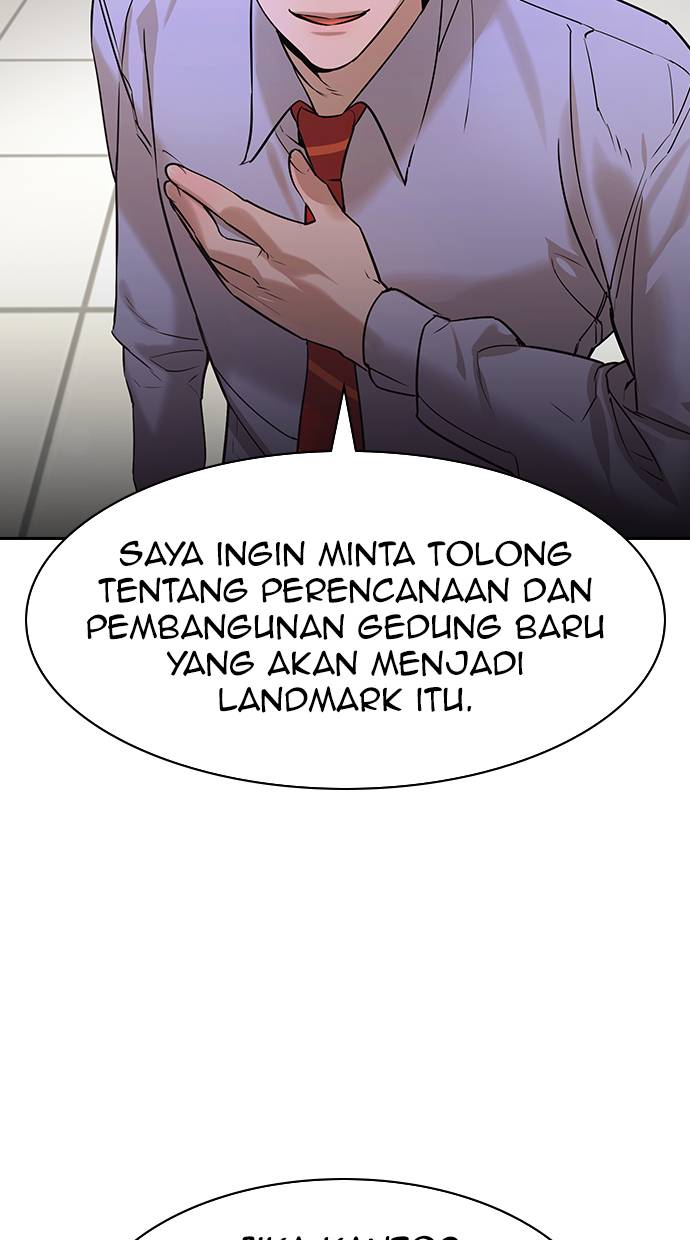 SAYA INGIN MINTA TOLONG
TENTANG PERENCANAAN DAN
PEMBANGUNAN GEDUNG BARU
YANG AKAN MENJADI
LANDMARK ITU.